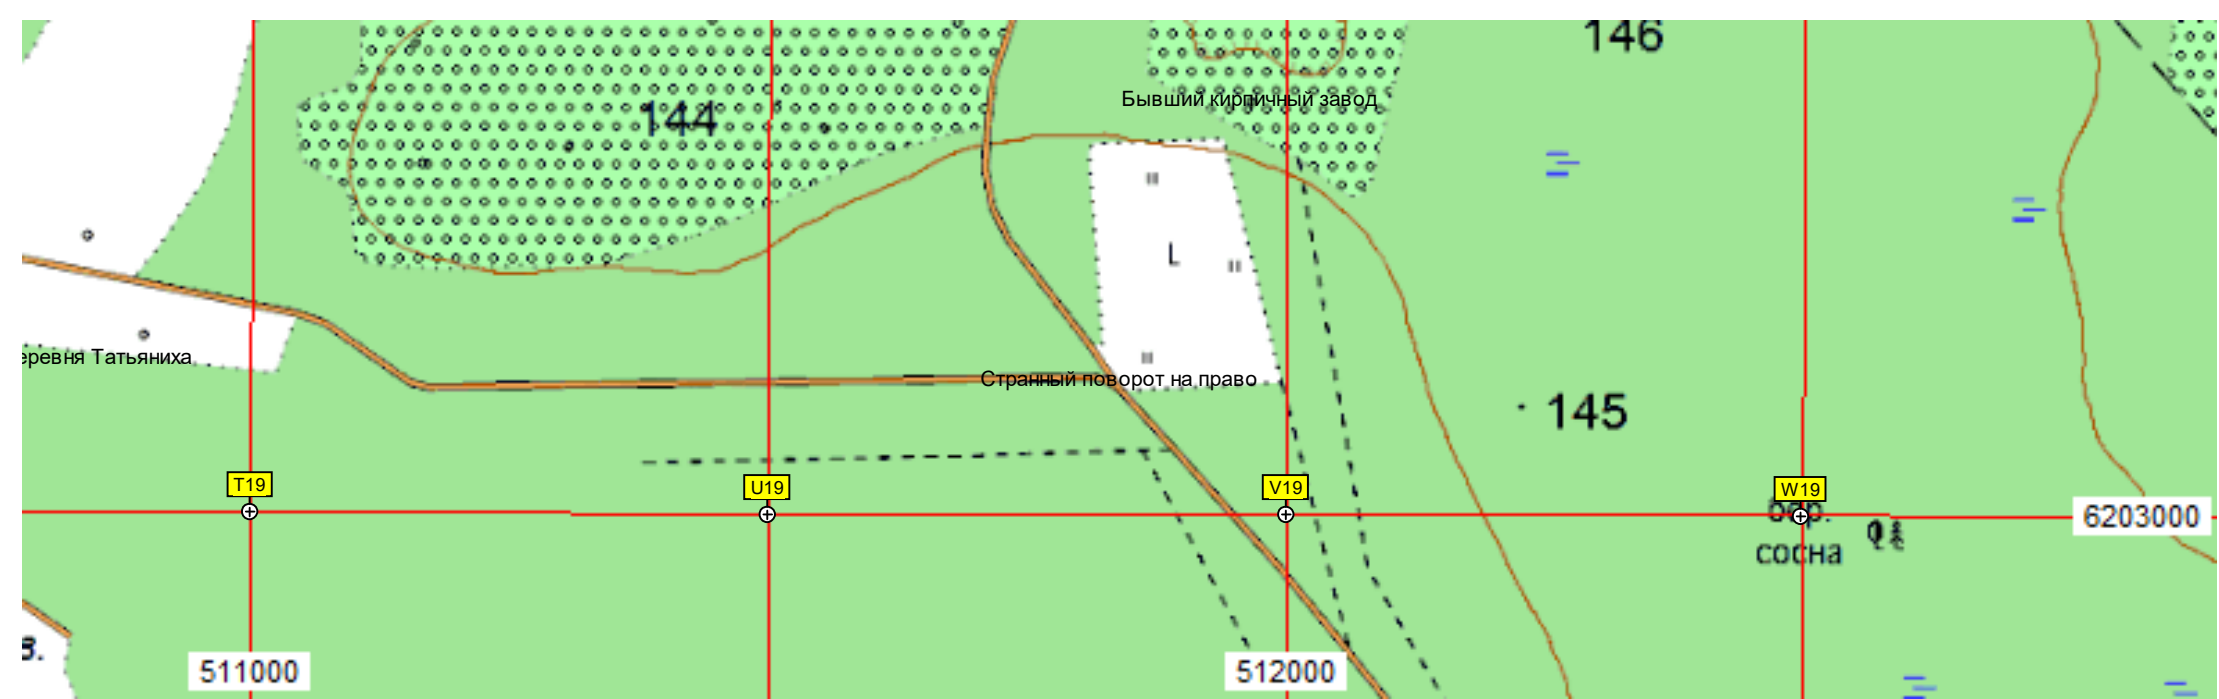 146
Бывший кирпичный завод
144
L
еревня Татьяниха
Странный поворот на право
145
T19
U19
V19
W19
6203000
сосна
в.
511000
512000